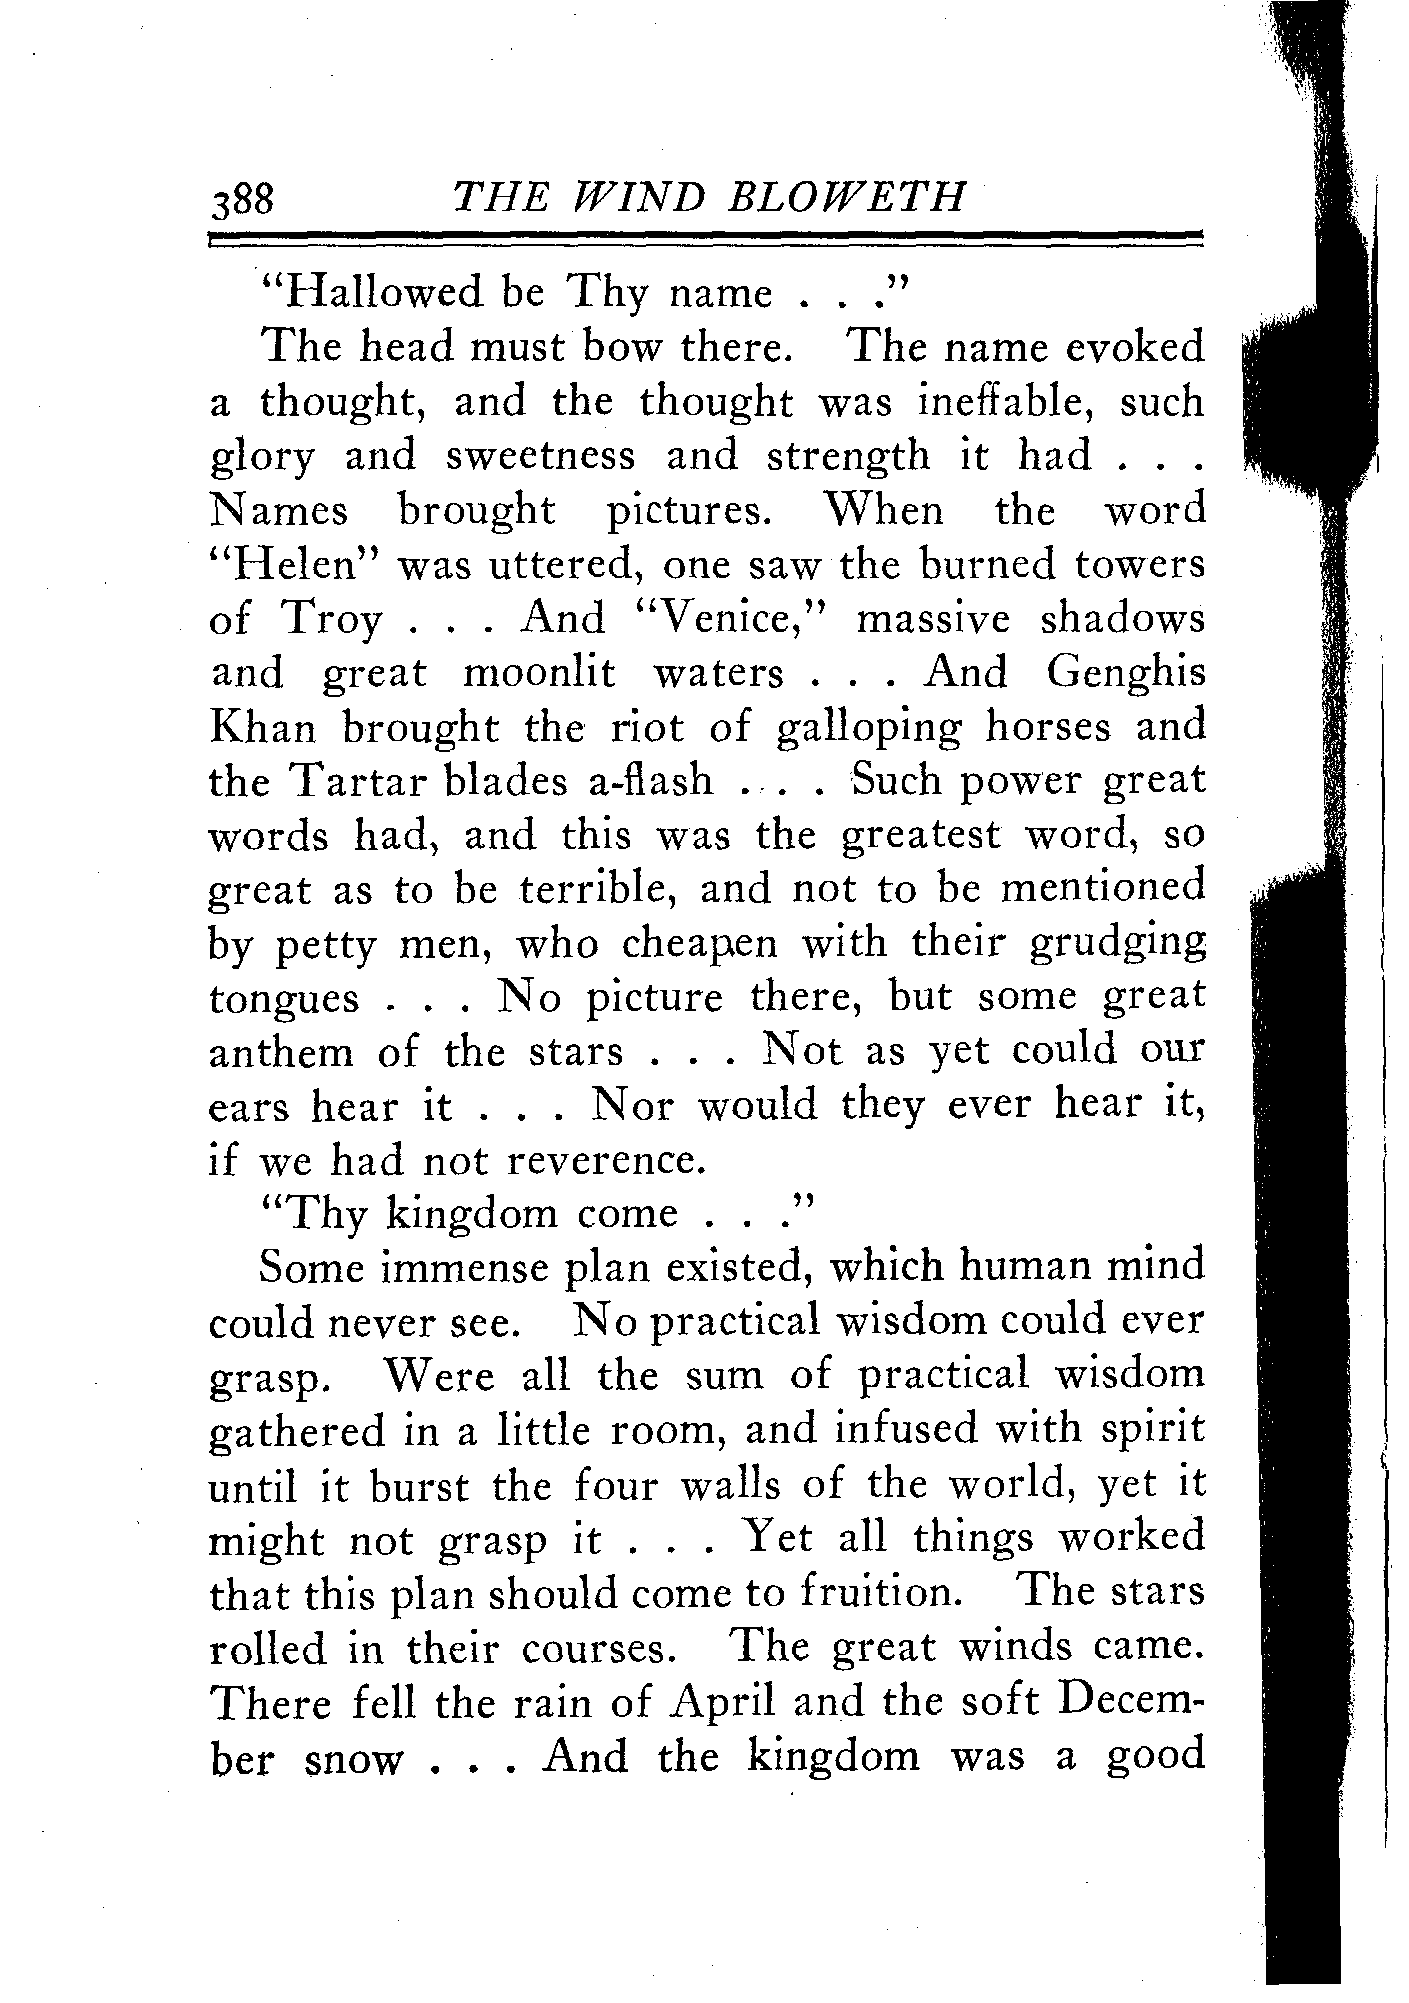 388 THE WIND BLOWETH
"Hallowed be Thy name . . ."
The head must bow there. The name evoked
a thought, and the thought was ineffable, such
glory and sweetness and strength it had . . .
Names brought pictures. When the word
"Helen" was uttered, one saw the burned towers
of Troy . . . And "Venice," massive shadows
and great moonlit waters . . . And Genghis
Khan brought the riot of galloping horses and
the Tartar blades a-flash . . . Such power great
words had, and this was the greatest word, so
great as to be terrible, and not to be mentioned
by petty men, who cheapen with their grudging
tongues . . . No picture there, but some great
anthem of the stars . . . Not as yet could our
ears hear it . . . Nor would they ever hear it,
if we had not reverence.
"Thy kingdom come . . ."
Some immense plan existed, which human mind
could never see. No practical wisdom could ever
grasp. Were all the sum of practical wisdom
gathered in a little room, and infused with spirit
until it burst the four walls of the world, yet it
might not grasp it . . . Yet all things worked
that this plan should come to fruition. The stars
rolled in their courses. The great winds came.
There fell the rain of April and the soft Decem-
ber snow . . . And the kingdom was a good